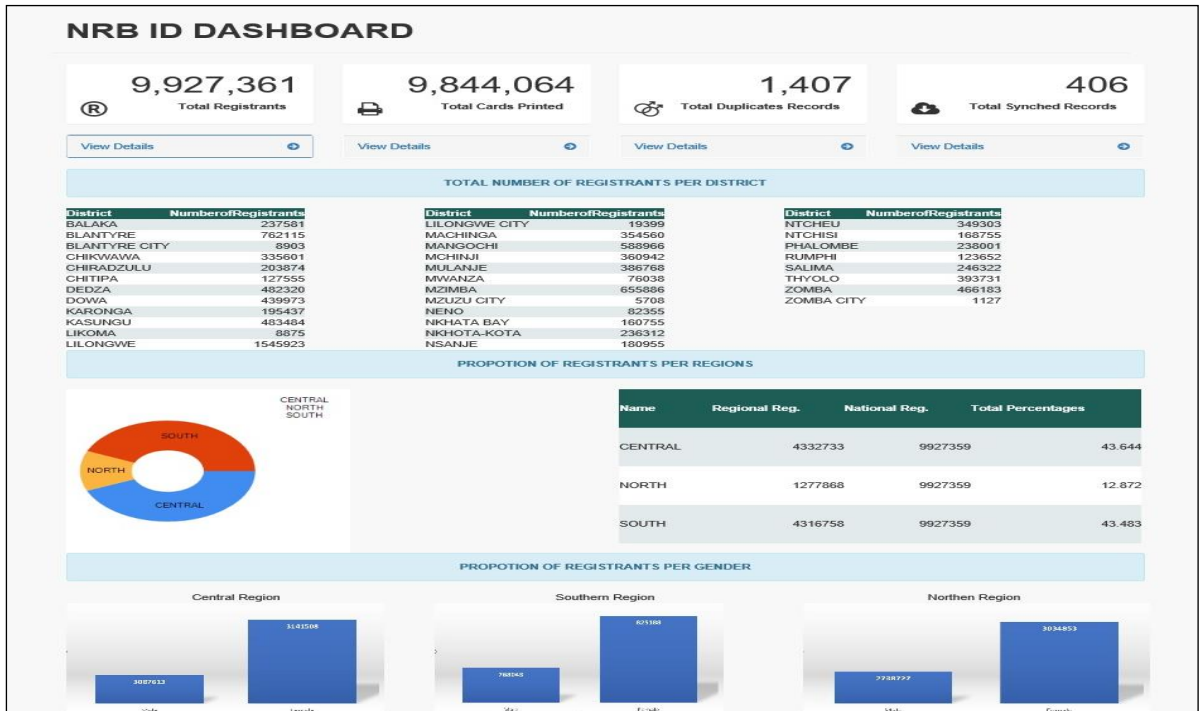 NRB ID DASHBOARD
9,927,361
Total Registrants
9,844,064
Total Cards Printed
1,407
Total Duplicates Records
406
Total Synched Records
View Details
View Details
View Details
View Details
TOTAL NUMBER OF REGISTRANTS PER DISTRICT
District NumberofRegistrants
BALAKA 237581
BLANTYRE 762115
BLANTYRE CITY 8903
CHIKWAWA 335601
CHIRADZULU 203874
CHITIPA 127555
DEDZA 482320
DOWA 439973
KARONGA 195437
KASUNGU 483484
LIKOMA 8875
LILONGWE 1545923
District NumberofRegistrants
LILONGWE CITY 19399
MACHINGA 354560
MANGOCHI 588966
MCHINJI 360942
MULANJE 386768
MWANZA 76038
MZIMBA 655886
MZUZU CITY 5708
NENO 82355
NKHATA BAY 160755
NKHOTA-KOTA 236312
NSANJE 180955
District NumberofRegistrants
NTCHEU 349303
NTCHISI 168755
PHALOMBE 238001
RUMPHI 123652
SALIMA 246322
THYOLO 393731
ZOMBA 466183
ZOMBA CITY 1127
PROPOTION OF REGISTRANTS PER REGIONS
CENTRAL
NORTH
SOUTH
SOUTH
NORTH
CENTRAL
Name Regional Reg. National Reg. Total Percentages
CENTRAL 4332733 9927359 43.644
NORTH 1277868 9927359 12.872
SOUTH 4316758 9927359 43.483
PROPOTION OF REGISTRANTS PER GENDER
Central Region
3141508
Southern Region
Northen Region
3034853